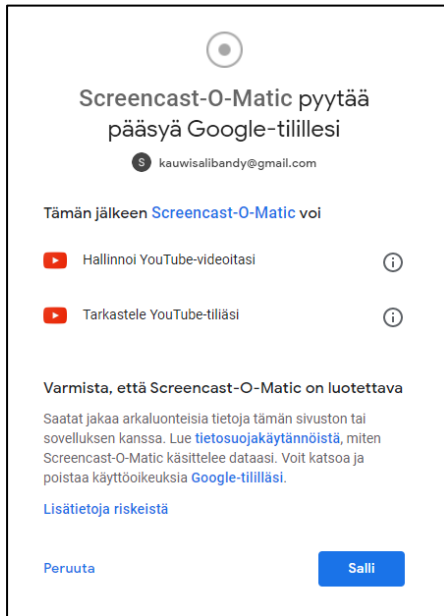 Screencast-O-Matic pyytää
pääsyä Google-tilillesi
S kauwisalibandy@gmail.com
Tämän jälkeen Screencast-O-Matic voi
Hallinnoi YouTube-videoitasi
Tarkastele YouTube-tiliäsi
Varmista, että Screencast-O-Matic on luotettava
Saatat jakaa arkaluonteisia tietoja tämän sivuston tai
sovelluksen kanssa. Lue tietosuojakäytännöistä, miten
Screencast-O-Matic käsittelee dataasi. Voit katsoa ja
poistaa käyttöoikeuksia Google-tililläsi.
Lisätietoja riskeistä
Peruuta Salli